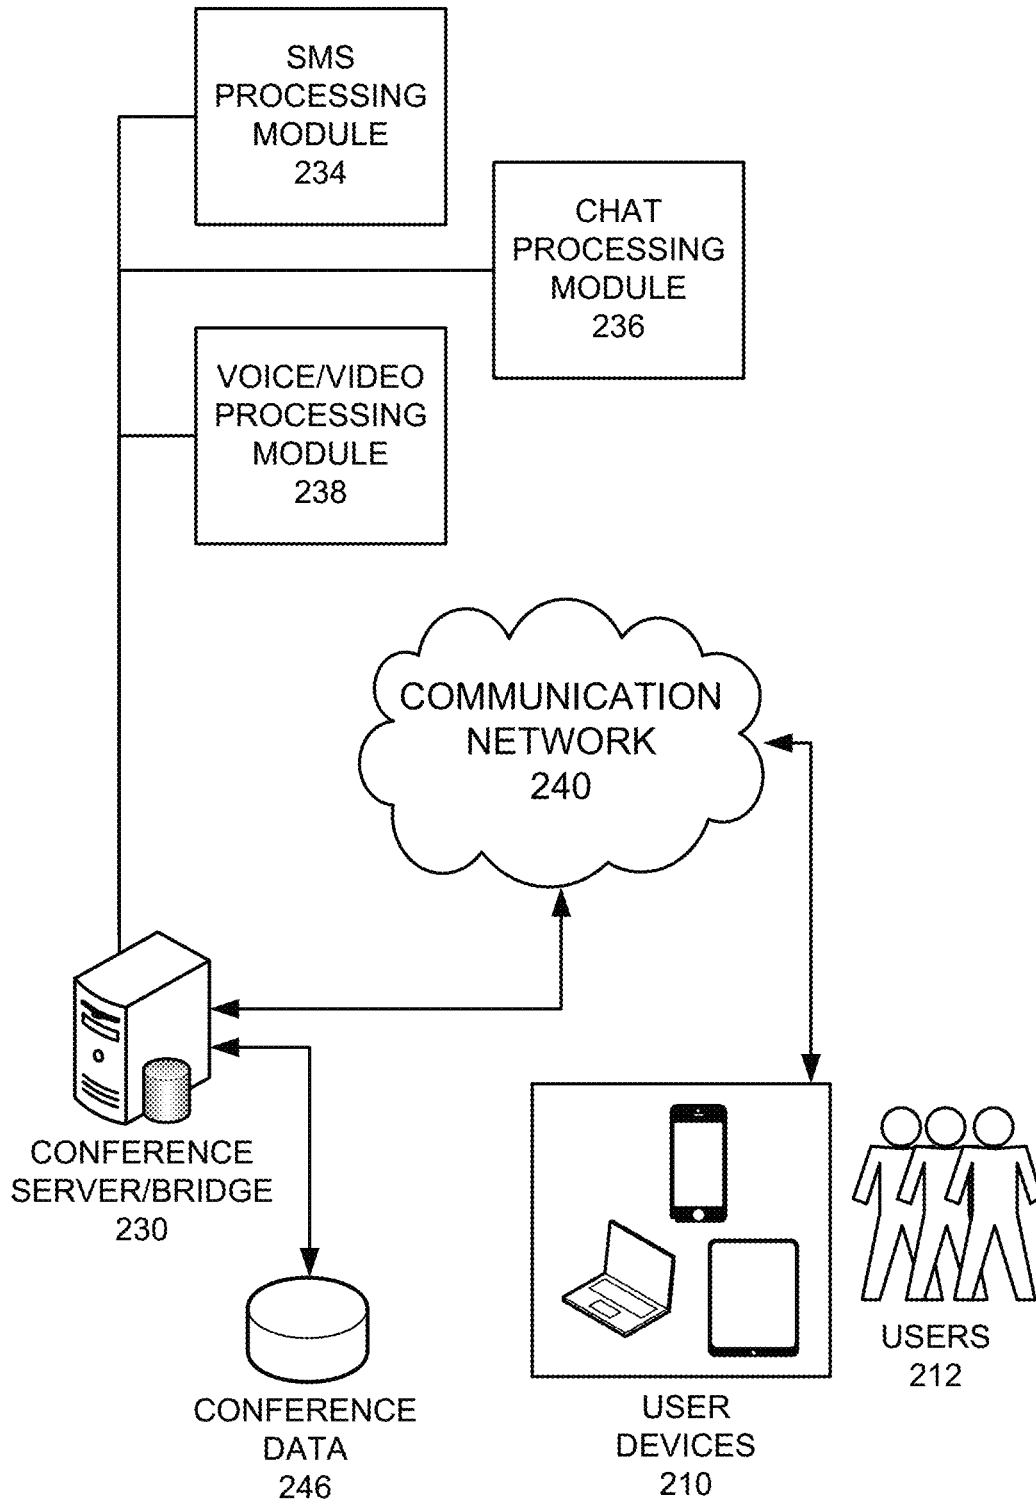 SMS
PROCESSING
MODULE
234
CHAT
PROCESSING
MODULE
236
VOICE/VIDEO
PROCESSING
MODULE
238
COMMUNICATION
NETWORK
240
CONFERENCE
SERVER/BRIDGE
230
USERS
212
CONFERENCE
DATA
246
USER
DEVICES
210